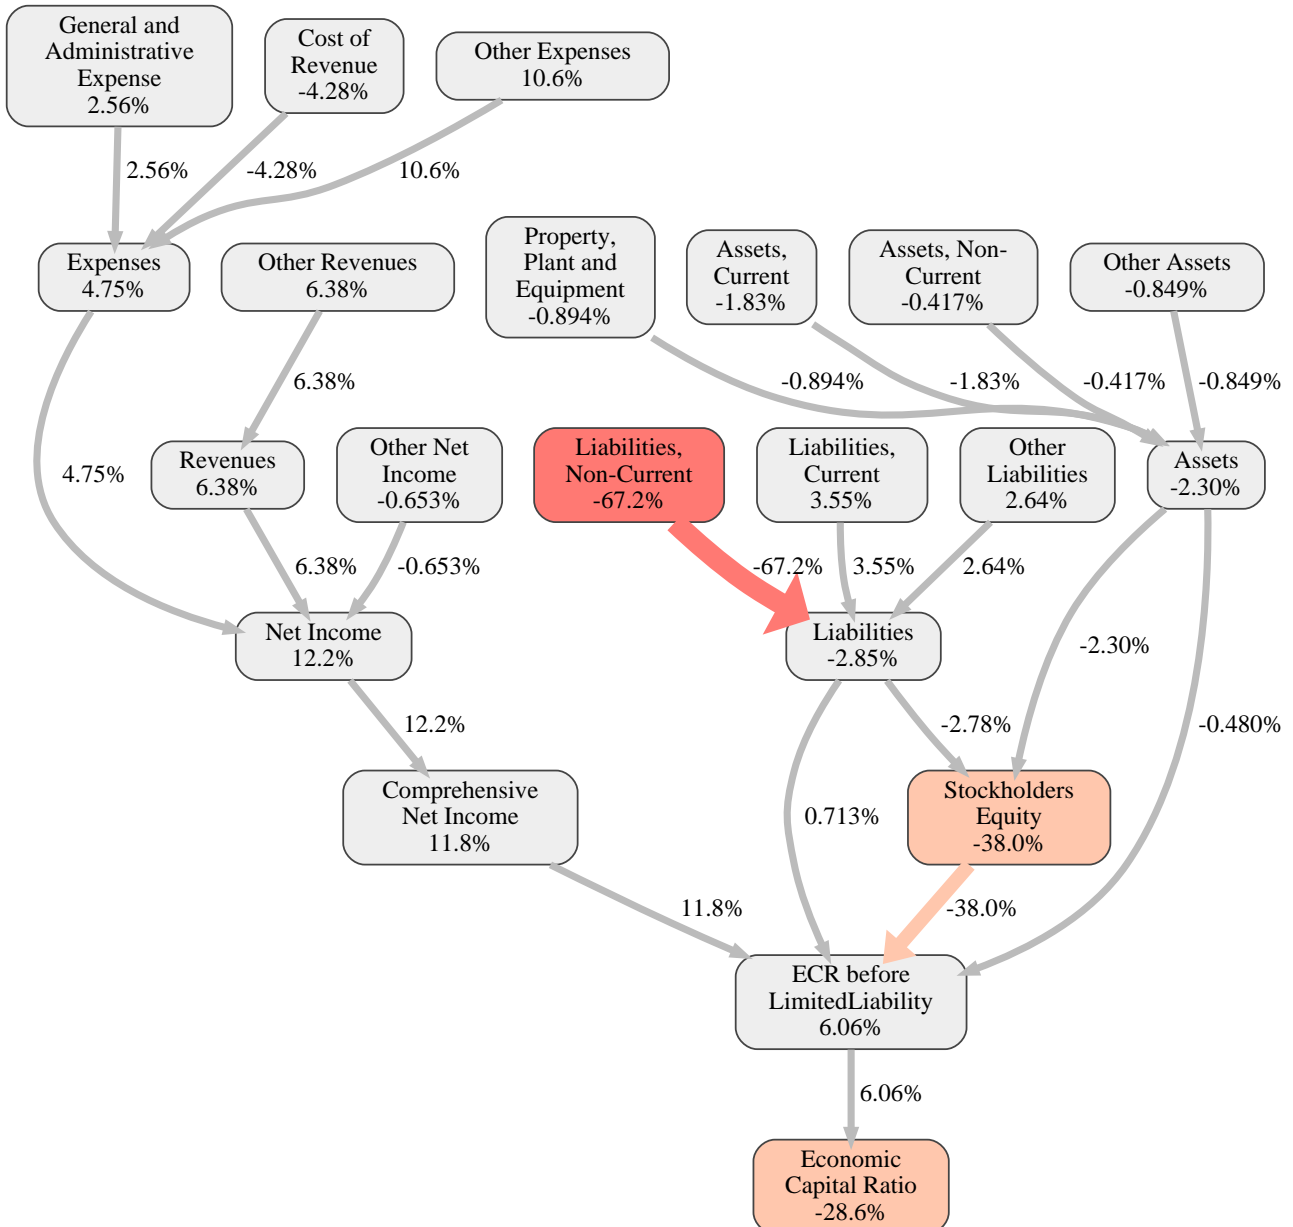 General and
Administrative
Expense
2.56%
Cost of
Revenue
-4.28%
Other Expenses
10.6%
2.56%
-4.28%
10.6%
Expenses
4.75%
Other Revenues
6.38%
Property,
Plant and
Equipment
-0.894%
Assets,
Current
-1.83%
Assets, Non-
Current
-0.417%
Other Assets
-0.849%
6.38%
-0.894%
-1.83%
-0.417%
-0.849%
4.75%
Revenues
6.38%
Other Net
Income
-0.653%
Liabilities,
Non-Current
-67.2%
Liabilities,
Current
3.55%
Other
Liabilities
2.64%
Assets
-2.30%
6.38%
-0.653%
-67.2%
3.55%
2.64%
Net Income
12.2%
Liabilities
-2.85%
-2.30%
12.2%
-2.78%
-0.480%
Comprehensive
Net Income
11.8%
0.713%
Stockholders
Equity
-38.0%
11.8%
-38.0%
ECR before
LimitedLiability
6.06%
6.06%
Economic
Capital Ratio
-28.6%